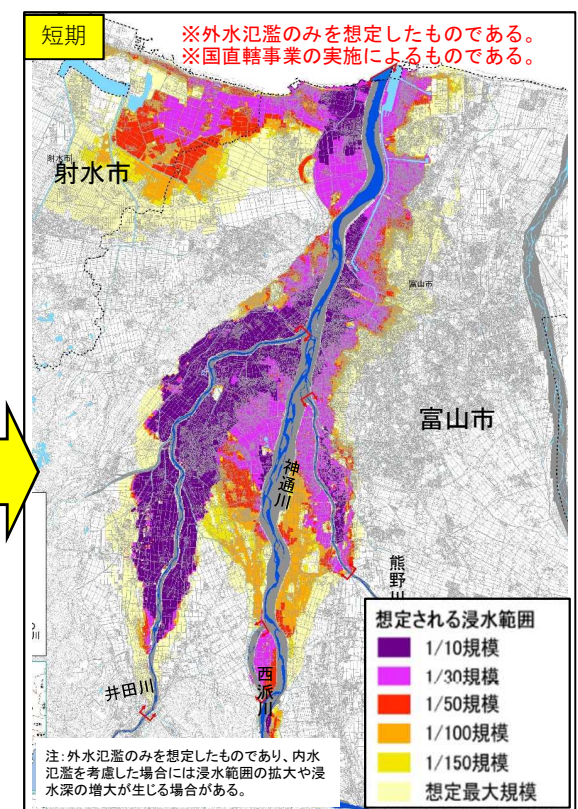 短期
※外水氾濫のみを想定したものである。
※国直轄事業の実施によるものである。
射水市
射水市
富山市
富山市
神通川
熊野川
井田川
西派川
想定される浸水範囲
1/10規模
1/30規模
1/50規模
1/100規模
1/150規模
想定最大規模
注:外水氾濫のみを想定したものであり、内水
氾濫を考慮した場合には浸水範囲の拡大や浸
水深の増大が生じる場合がある。